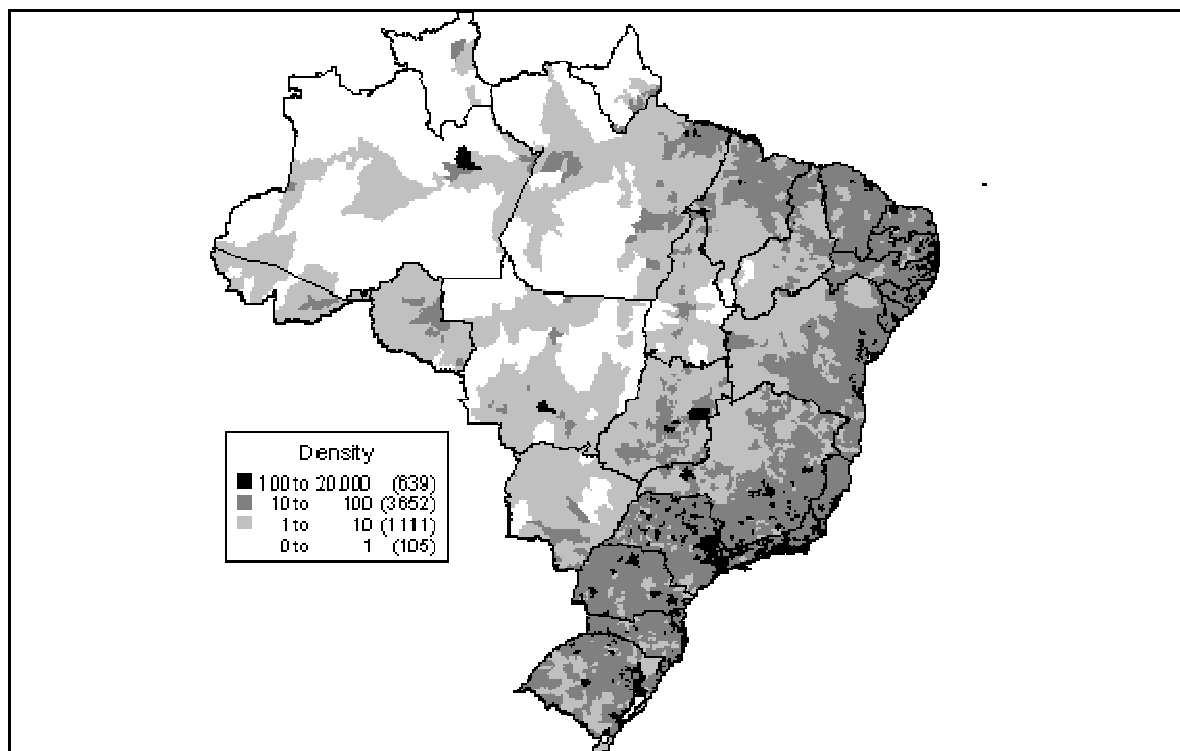 Density
100 to 20.000 (639)
10 to 100 (3652)
1 to 10 (1111)
0 to 1 (105)